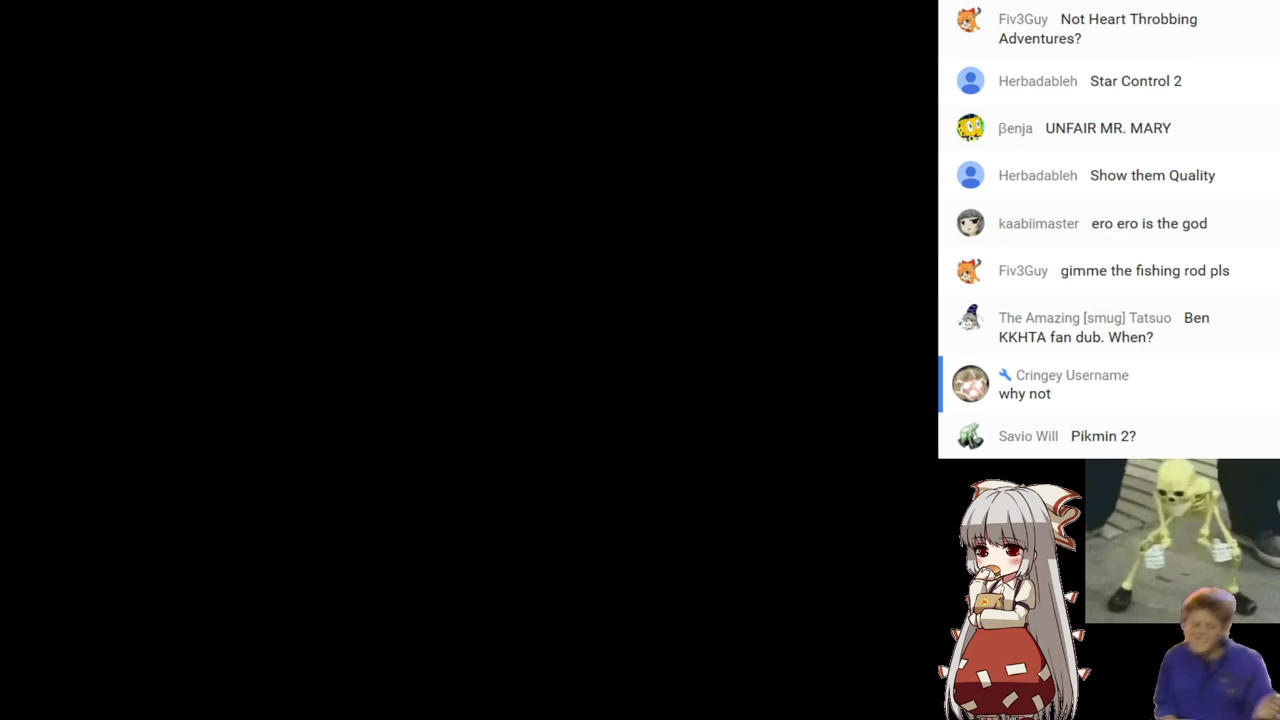 Fiv3Guy Not Heart Throbbing
Adventures?
Herbadableh Star Control 2
βenja UNFAIR MR. MARY
Herbadableh Show them Quality
kaabiimaster ero ero is the god
Fiv3Guy gimme the fishing rod pls
The Amazing [smug] Tatsuo Ben
KKHTA fan dub. When?
Cringey Username
why not
Savio Will Pikmin 2?